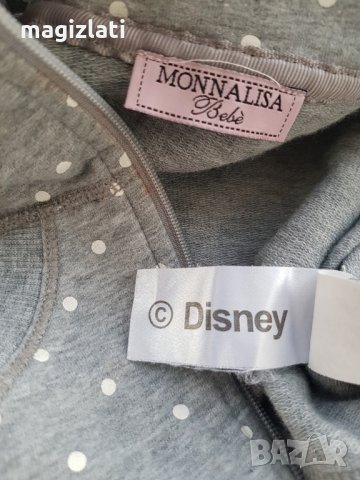 magizlati
MONNALISA
Bebè
© Disney
BAZAR